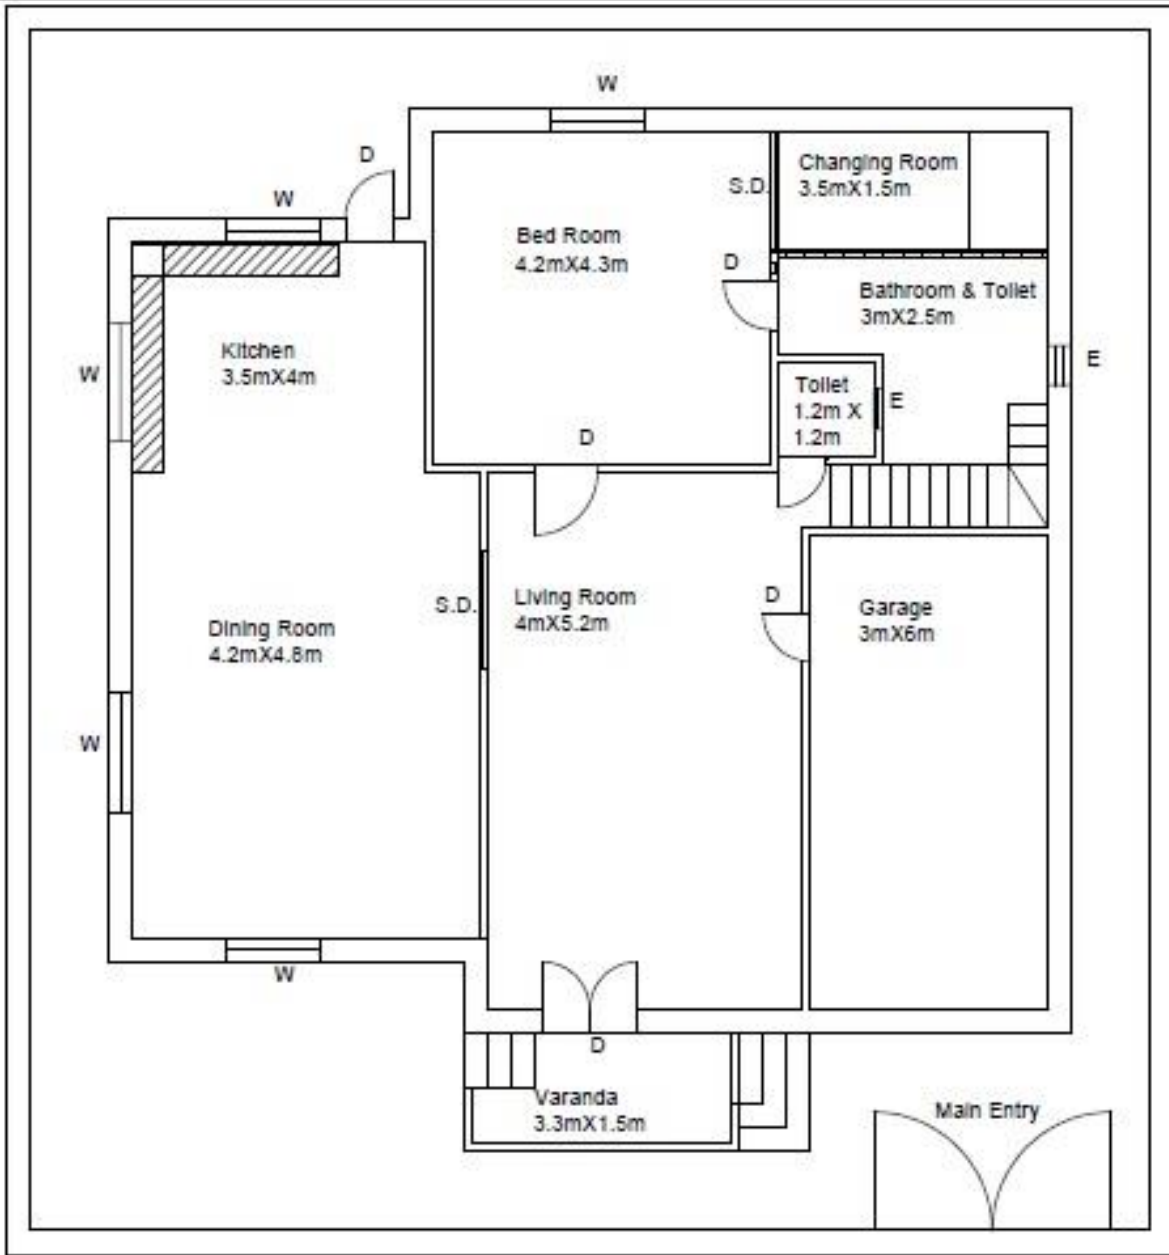 W
D
Changing Room
3.5mX1.5m
S.D.
W
Bed Room
4.2mX4.3m
D
Bathroom & Toilet
3mX2.5m
Kitchen
3.5mX4m
W
E
Toilet
1.2m X
1.2m
E
D
Living Room
4mX5.2m
S.D.
D
Garage
3mX6m
Dining Room
4.2mX4.8m
W
W
D
Varanda
3.3mX1.5m
Main Entry